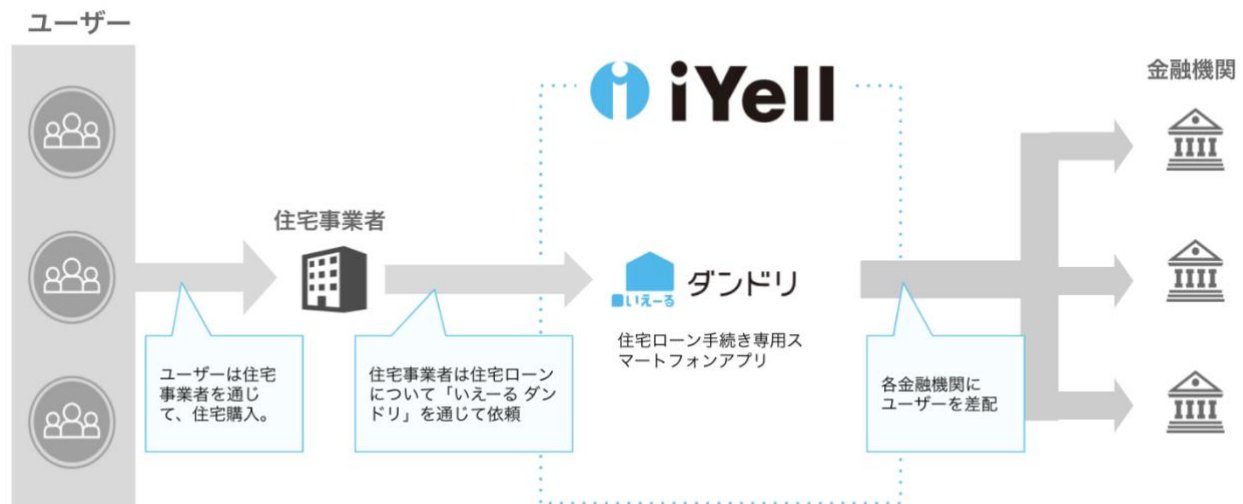 ユーザー
iYell
金融機関
住宅事業者
いえーる
ダンドリ
住宅ローン手続き専用ス
マートフォンアプリ
ユーザーは住宅
事業者を通じ
て、住宅購入。
住宅事業者は住宅ローン
について「いえーる ダン
ドリ」を通じて依頼
各金融機関に
ユーザーを差配